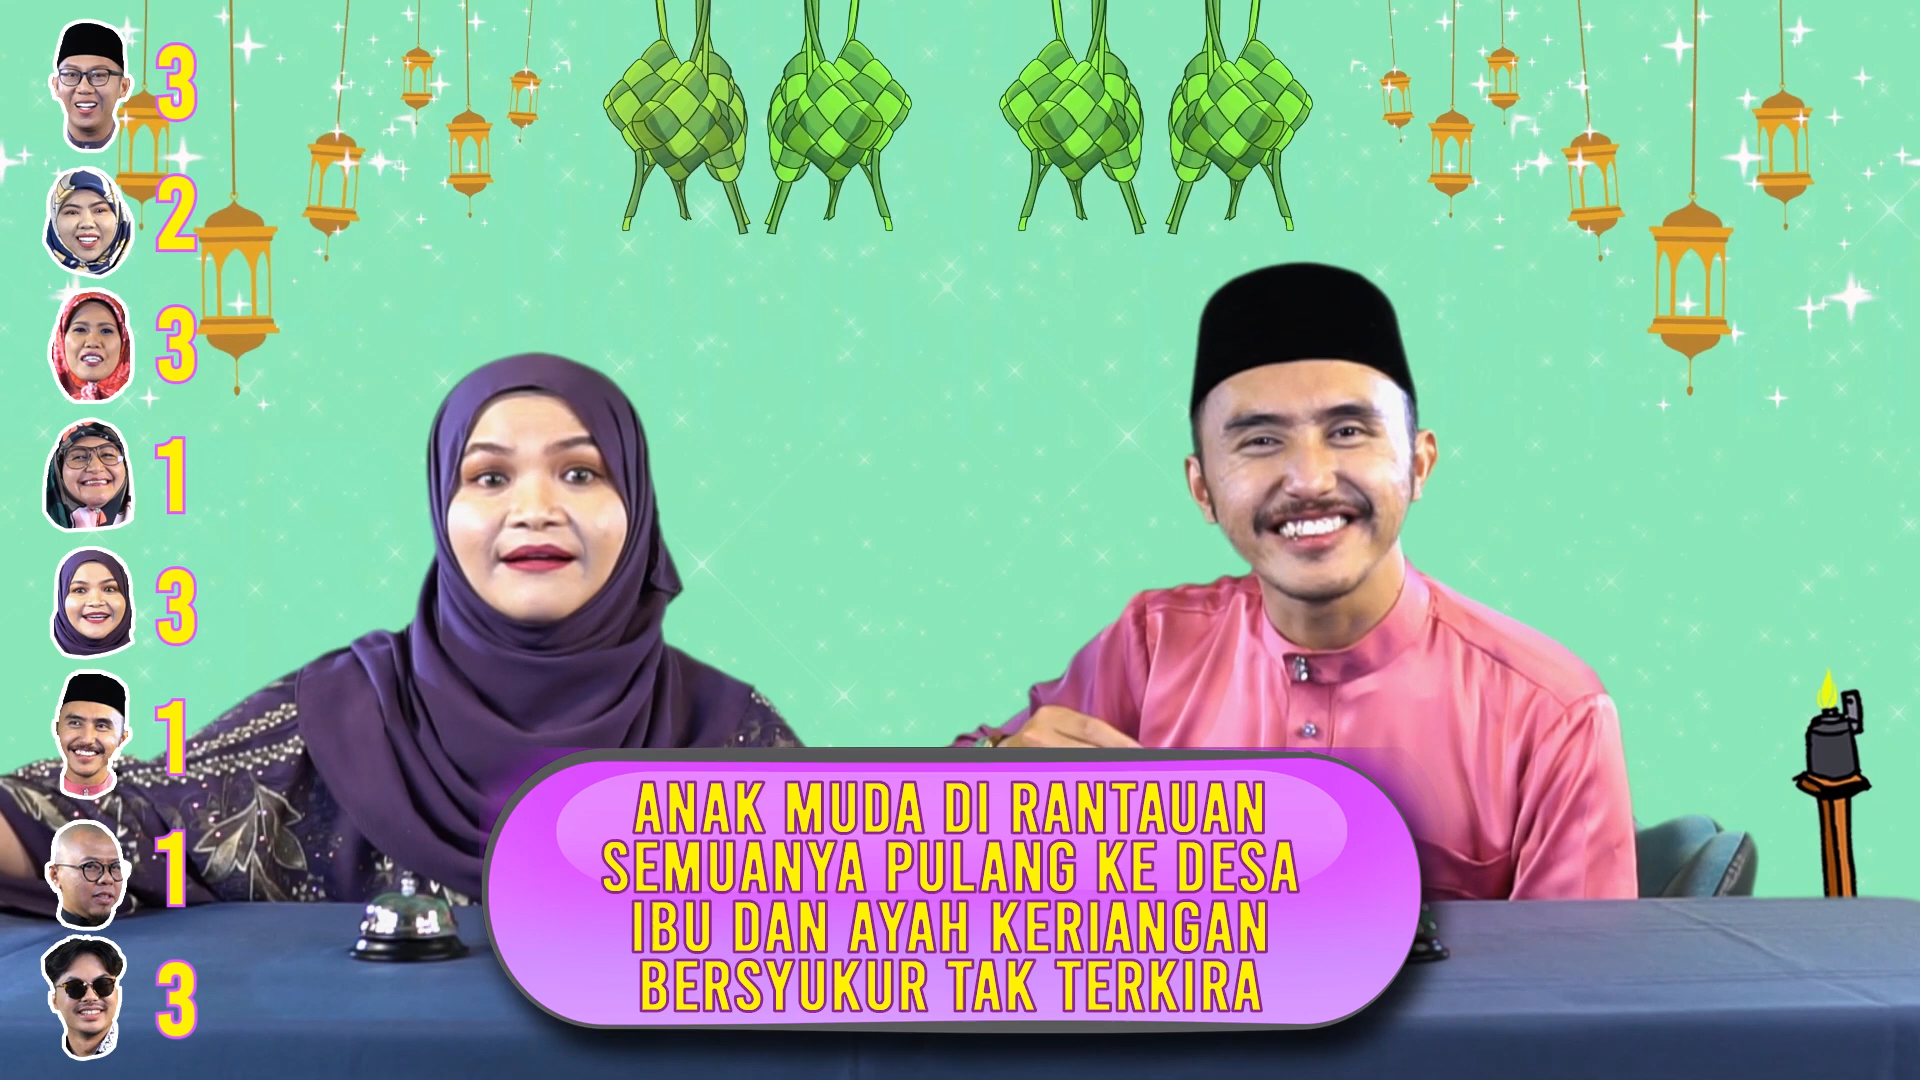 3
2
3
1
3
1
1
3
ANAK MUDA DI RANTAUAN
SEMUANYA PULANG KE DESA
IBU DAN AYAH KERIANGAN
BERSYUKUR TAK TERKIRA